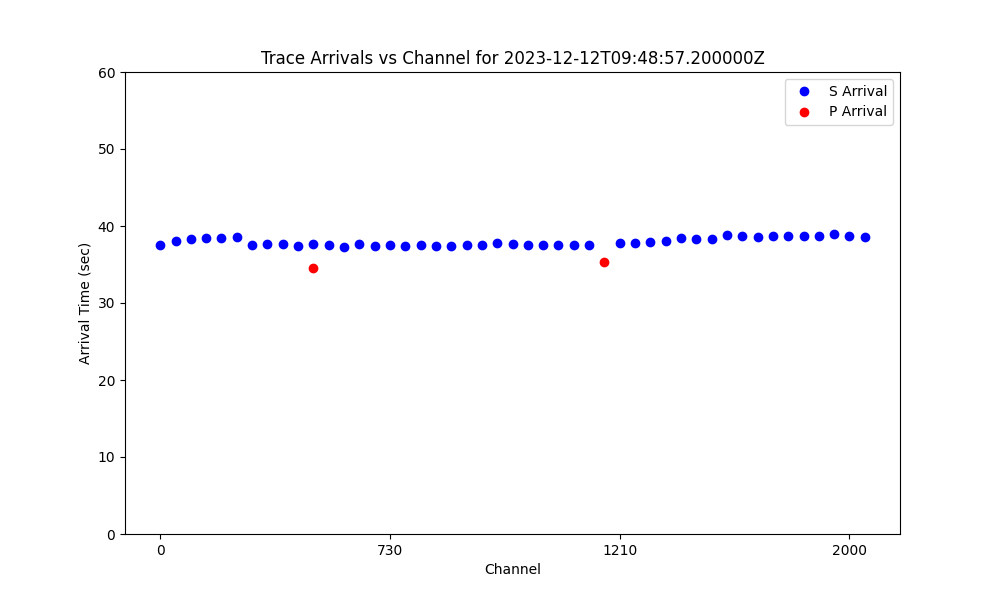 Trace Arrivals vs Channel for 2023-12-12T09:48:57.200000Z
60
50
40
30
20
10
0
Arrival Time (sec)
S Arrival
P Arrival
0 730 1210 2000
Channel